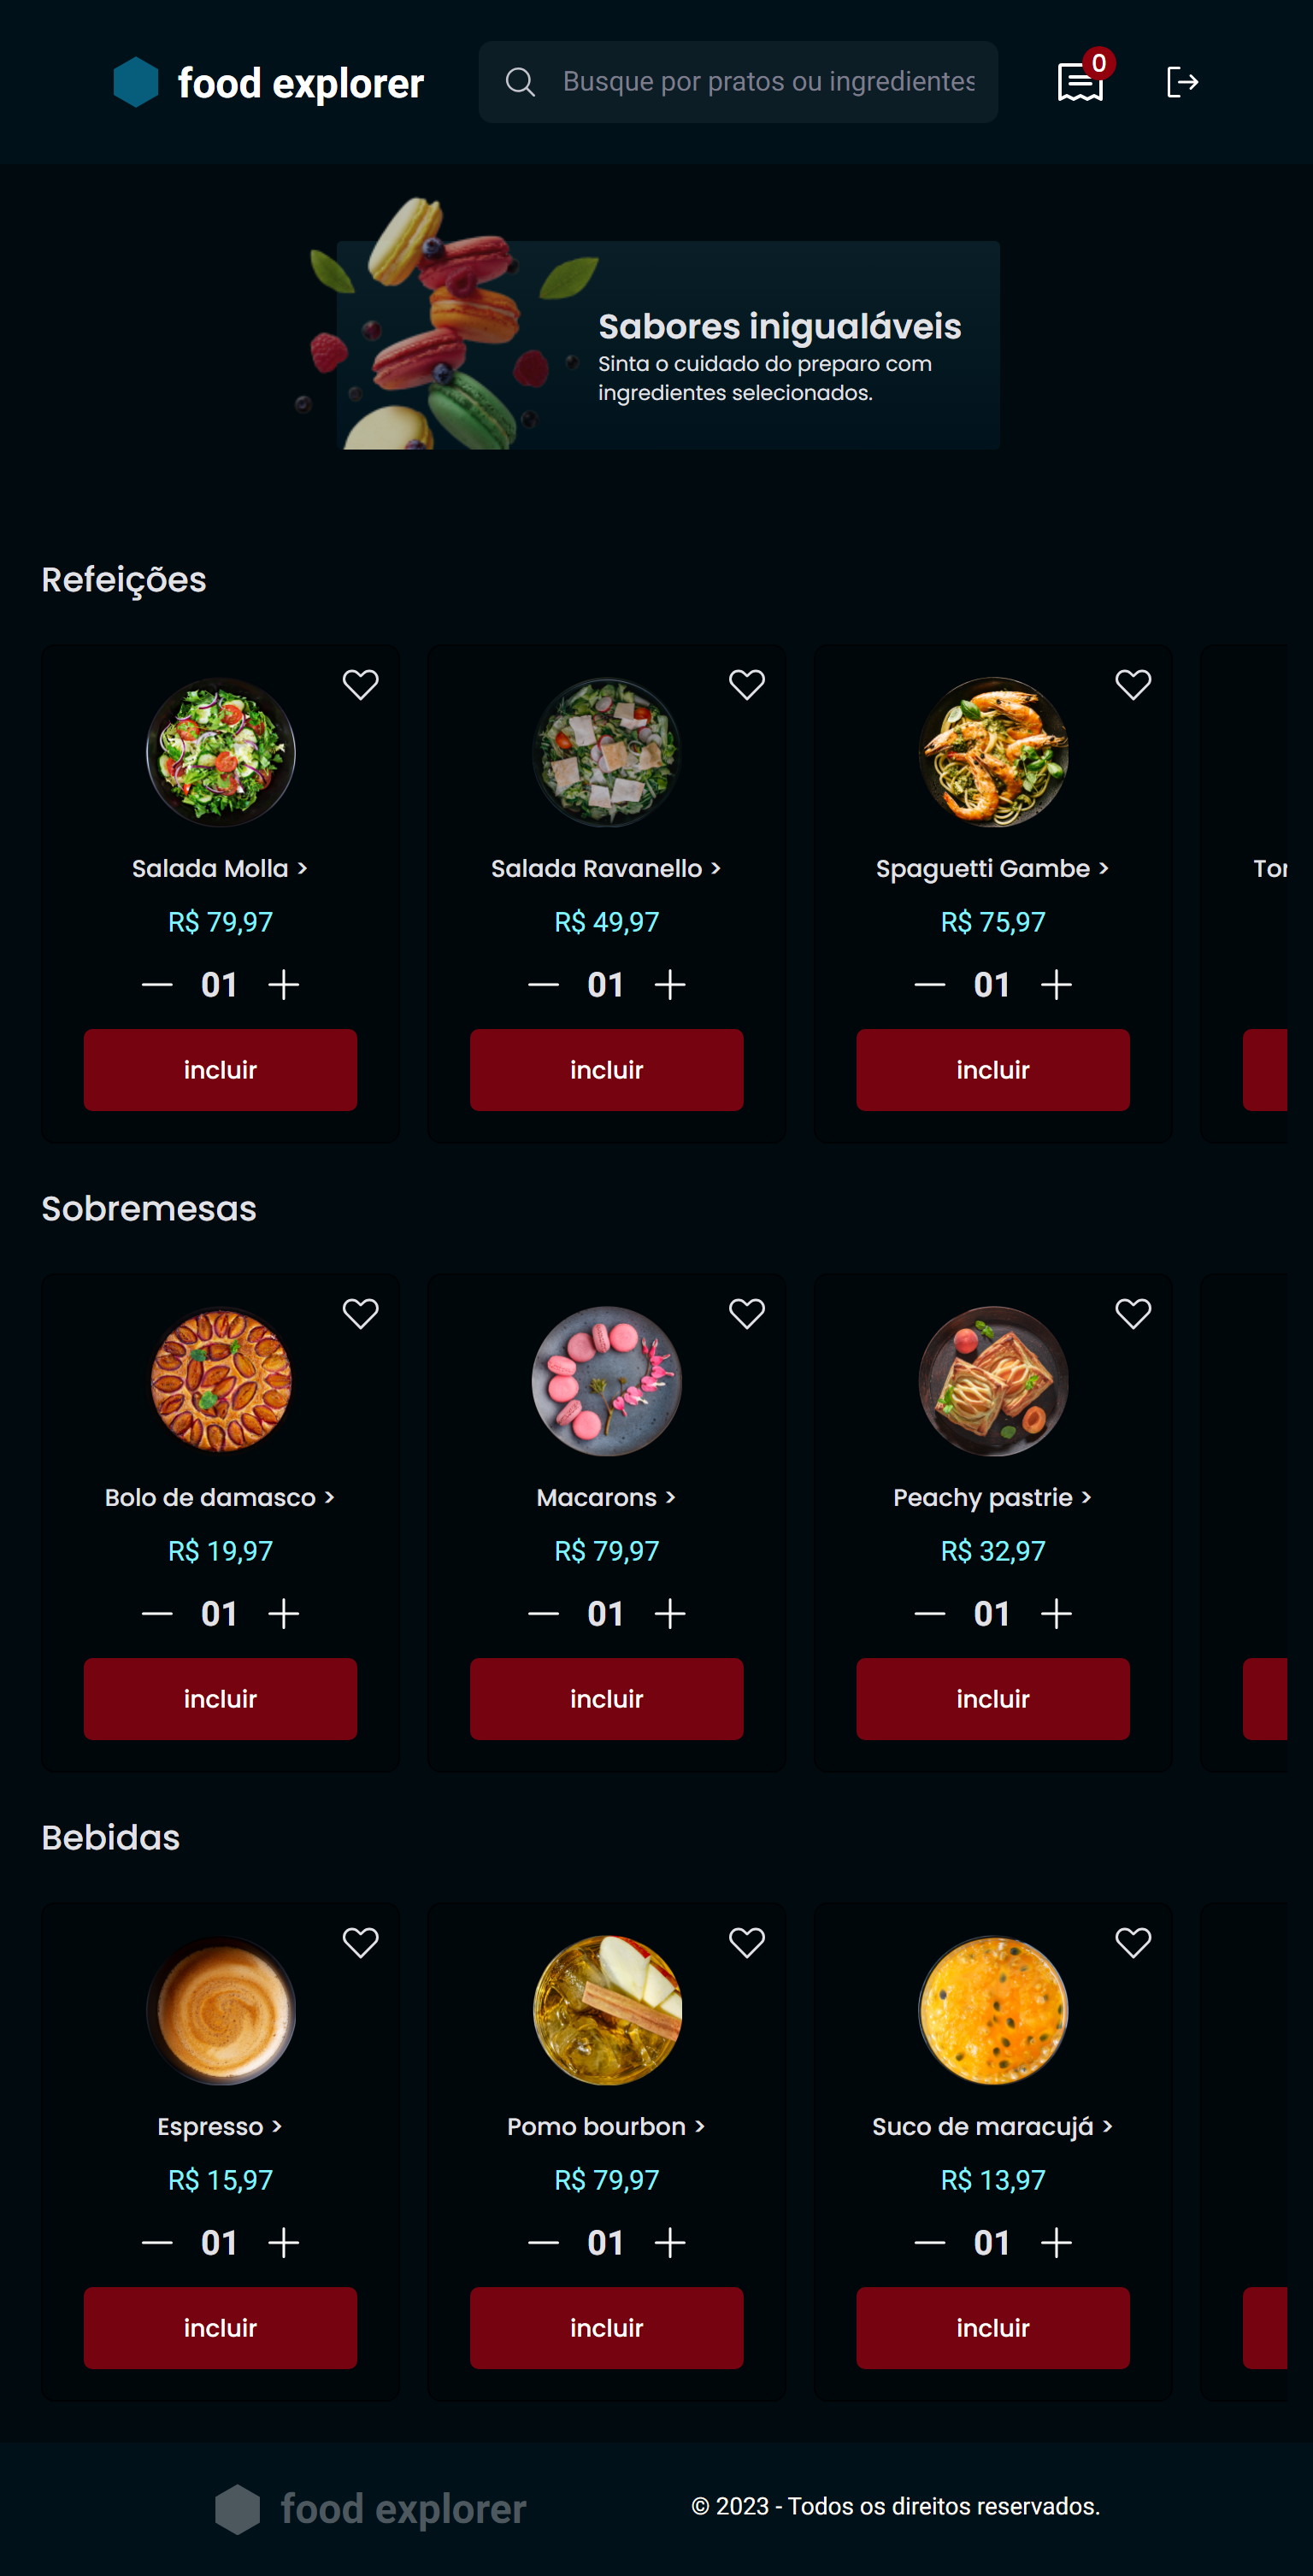 food explorer
Busque por pratos ou ingredientes
0
Sabores inigualáveis
Sinta o cuidado do preparo com
ingredientes selecionados.
Refeições
Salada Molla > Salada Ravanello > Spaguetti Gambe >
R$ 79,97 R$ 49,97 R$ 75,97
01 01 01
incluir incluir incluir
Sobremesas
Bolo de damasco > Macarons > Peachy pastrie >
R$ 19,97 R$ 79,97 R$ 32,97
01 01 01
incluir incluir incluir
Bebidas
Espresso > Pomo bourbon > Suco de maracujá >
R$ 15,97 R$ 79,97 R$ 13,97
01 01 01
incluir incluir incluir
food explorer
© 2023 - Todos os direitos reservados.